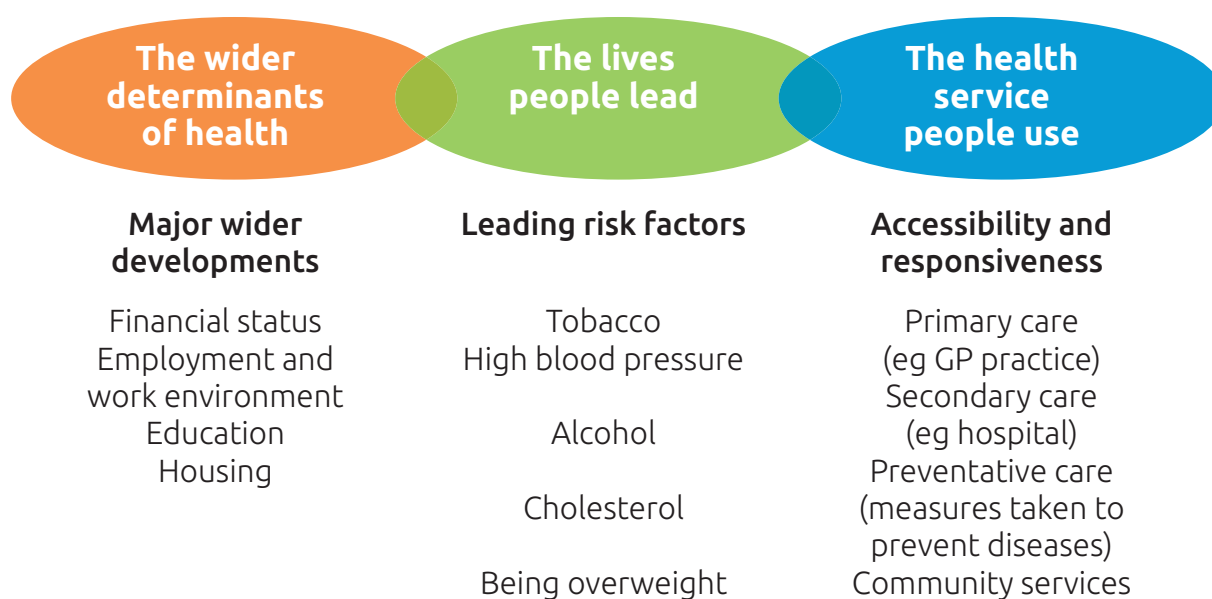 The wider
determinants
of health
The lives
people lead
The health
service
people use
Major wider
developments
Financial status
Employment and
work environment
Education
Housing
Leading risk factors
Tobacco
High blood pressure
Alcohol
Cholesterol
Being overweight
Accessibility and
responsiveness
Primary care
(eg GP practice)
Secondary care
(eg hospital)
Preventative care
(measures taken to
prevent diseases)
Community services